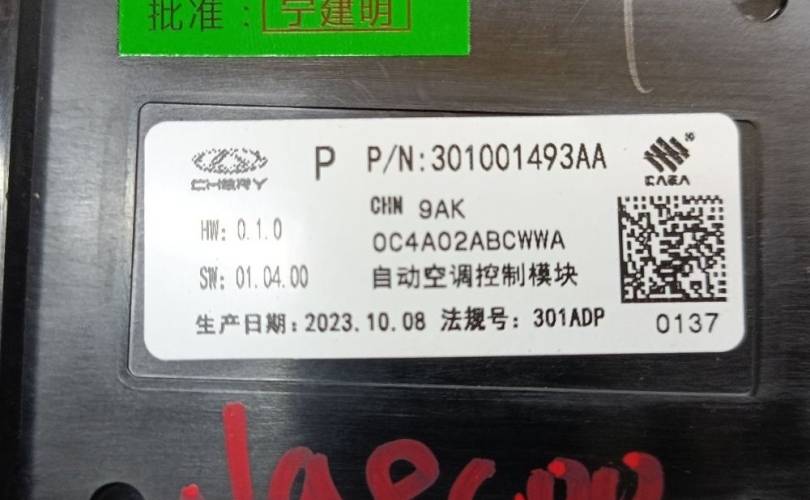 批准：宁建明
CHERY P P/N:301001493AA
CHN 9AK
HW: 0.1.0
0C4A02ABCWWA
SW: 01.04.00 自动空调控制模块
生产日期:2023.10.08 法规号: 301ADP 0137